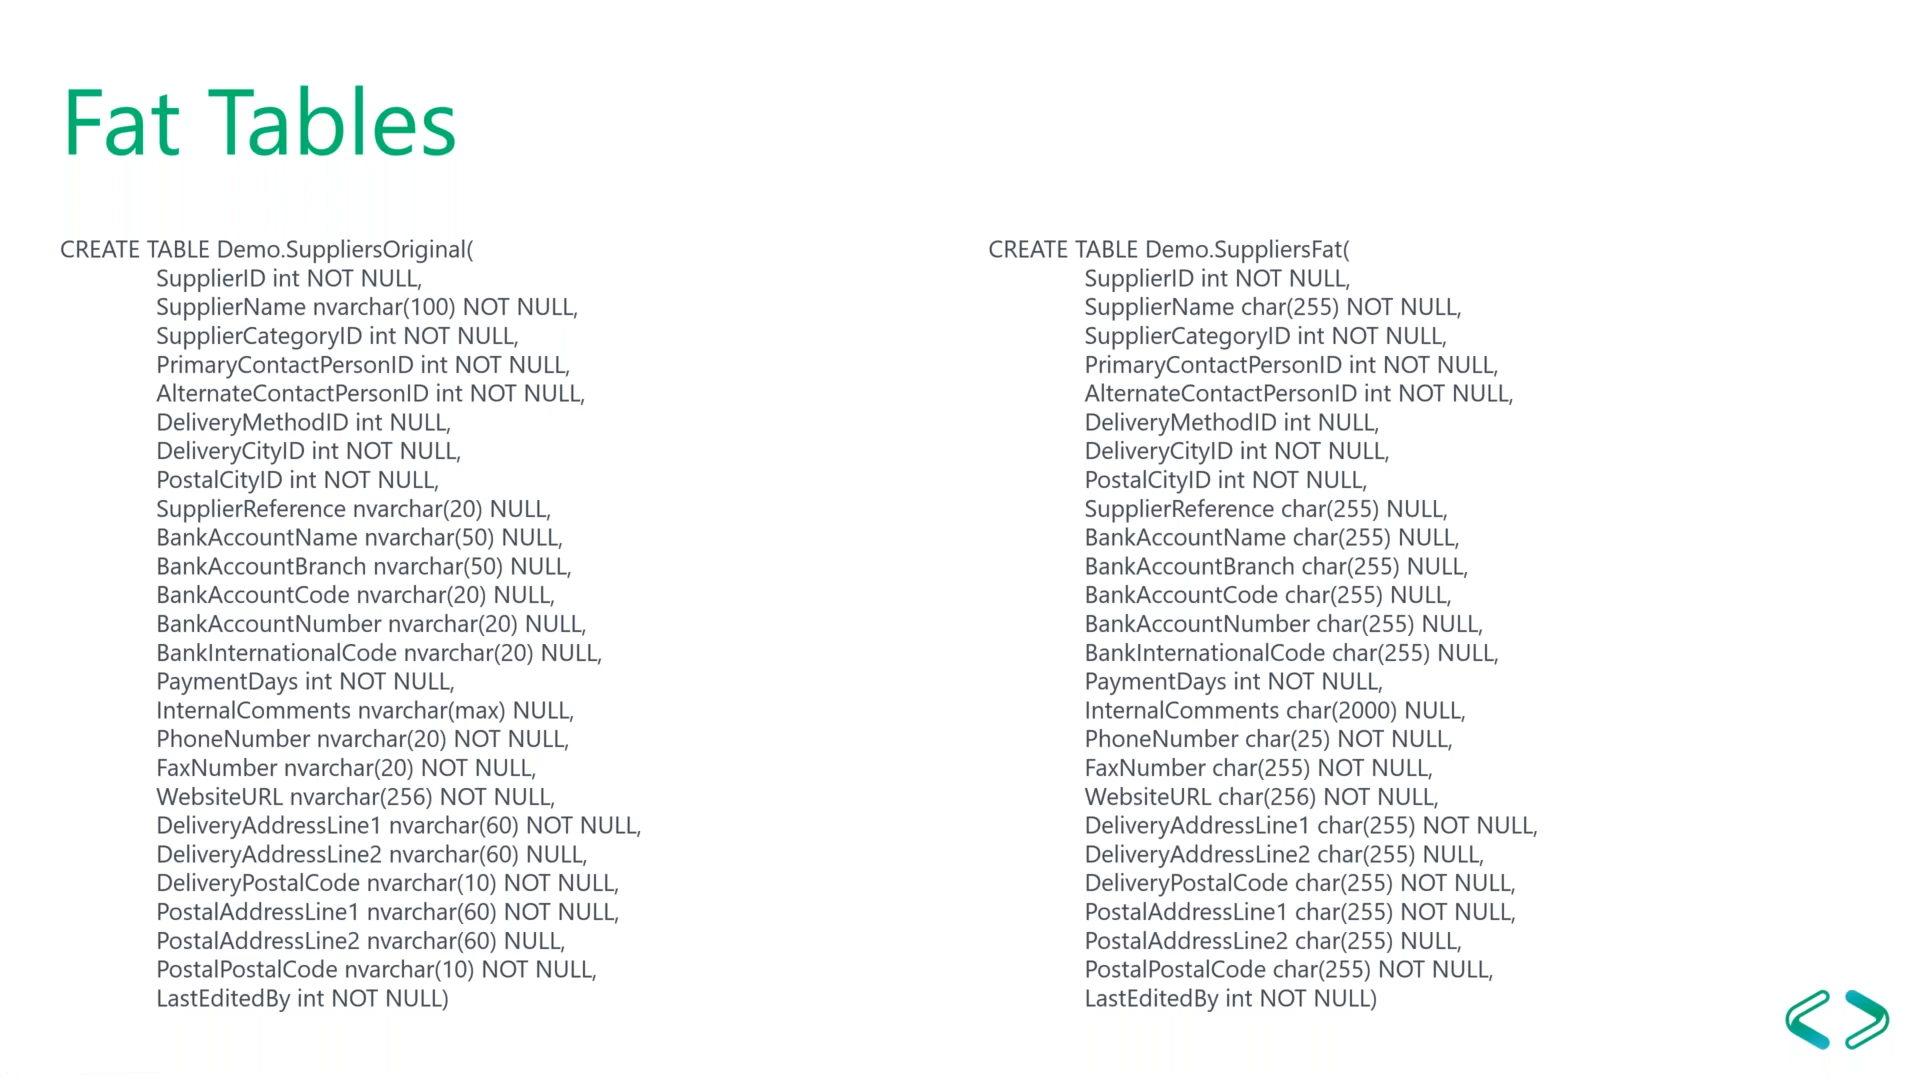 Fat Tables
CREATE TABLE Demo.SuppliersOriginal(
SupplierID int NOT NULL,
SupplierName nvarchar(100) NOT NULL,
SupplierCategoryID int NOT NULL,
PrimaryContactPersonID int NOT NULL,
AlternateContactPersonID int NOT NULL,
DeliveryMethodID int NULL,
DeliveryCityID int NOT NULL,
PostalCityID int NOT NULL,
SupplierReference nvarchar(20) NULL,
BankAccountName nvarchar(50) NULL,
BankAccountBranch nvarchar(50) NULL,
BankAccountCode nvarchar(20) NULL,
BankAccountNumber nvarchar(20) NULL,
BankInternationalCode nvarchar(20) NULL,
PaymentDays int NOT NULL,
InternalComments nvarchar(max) NULL,
PhoneNumber nvarchar(20) NOT NULL,
FaxNumber nvarchar(20) NOT NULL,
WebsiteURL nvarchar(256) NOT NULL,
DeliveryAddressLine1 nvarchar(60) NOT NULL,
DeliveryAddressLine2 nvarchar(60) NULL,
DeliveryPostalCode nvarchar(10) NOT NULL,
PostalAddressLine1 nvarchar(60) NOT NULL,
PostalAddressLine2 nvarchar(60) NULL,
PostalPostalCode nvarchar(10) NOT NULL,
LastEditedBy int NOT NULL)
CREATE TABLE Demo.SuppliersFat(
SupplierID int NOT NULL,
SupplierName char(255) NOT NULL,
SupplierCategoryID int NOT NULL,
PrimaryContactPersonID int NOT NULL,
AlternateContactPersonID int NOT NULL,
DeliveryMethodID int NULL,
DeliveryCityID int NOT NULL,
PostalCityID int NOT NULL,
SupplierReference char(255) NULL,
BankAccountName char(255) NULL,
BankAccountBranch char(255) NULL,
BankAccountCode char(255) NULL,
BankAccountNumber char(255) NULL,
BankInternationalCode char(255) NULL,
PaymentDays int NOT NULL,
InternalComments char(2000) NULL,
PhoneNumber char(25) NOT NULL,
FaxNumber char(255) NOT NULL,
WebsiteURL char(256) NOT NULL,
DeliveryAddressLine1 char(255) NOT NULL,
DeliveryAddressLine2 char(255) NULL,
DeliveryPostalCode char(255) NOT NULL,
PostalAddressLine1 char(255) NOT NULL,
PostalAddressLine2 char(255) NULL,
PostalPostalCode char(255) NOT NULL,
LastEditedBy int NOT NULL)